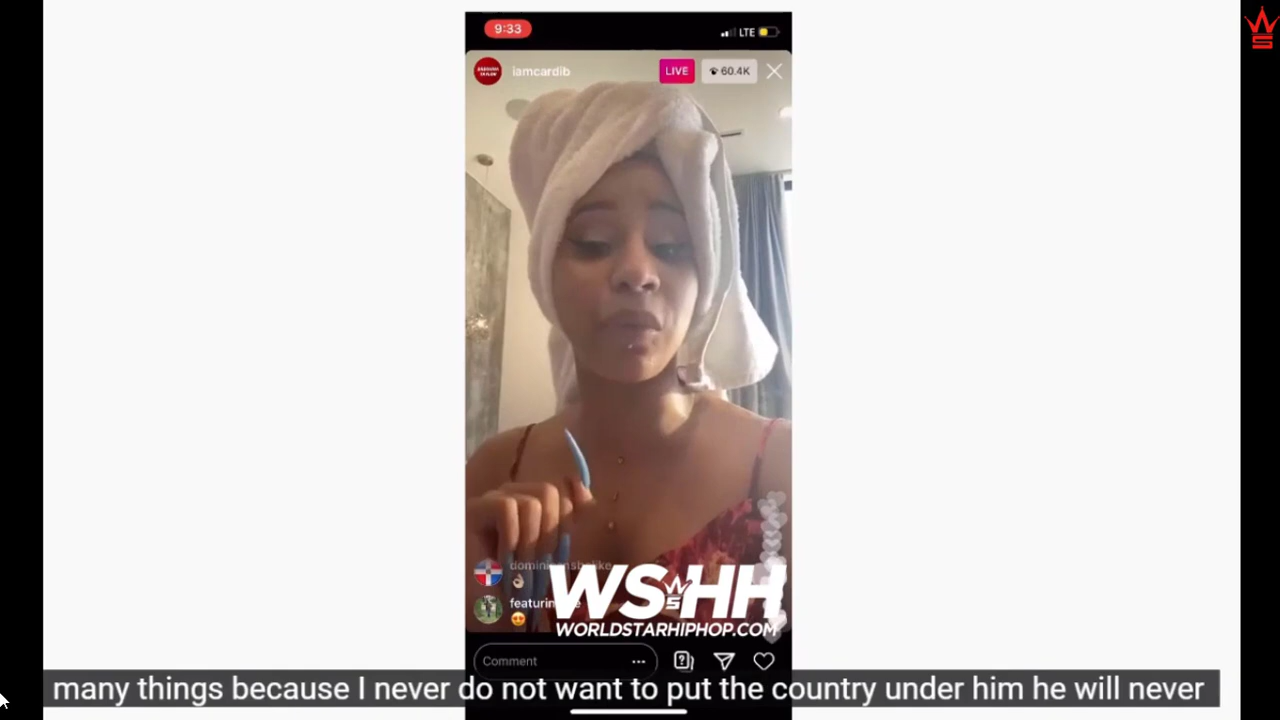 9:33
LTE
iamcardib
LIVE
60.4K
WSHH
WORLDSTARHIPHOP.COM
Comment
many things because I never do not want to put the country under him he will never